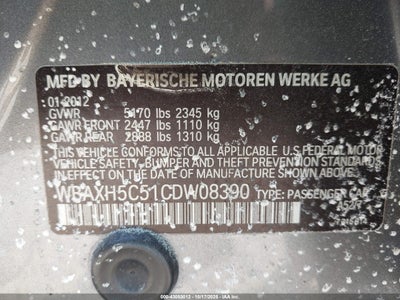 MFD BY BAYERISCHE MOTOREN WERKE AG
01-2012
GVWR 5170 lbs 2345 kg
GAWR FRONT 2447 lbs 1110 kg
GAWR REAR 2888 lbs 1310 kg
THIS VEHICLE CONFORMS TO ALL APPLICABLE U.S. FEDERAL MOTOR
VEHICLE SAFETY, BUMPER, AND THEFT PREVENTION STANDARDS
IN EFFECT ON THE DATE OF MANUFACTURE SHOWN ABOVE.
WBAXH5C51CDW08390 TYPE: PASSENGER CAR
A52/